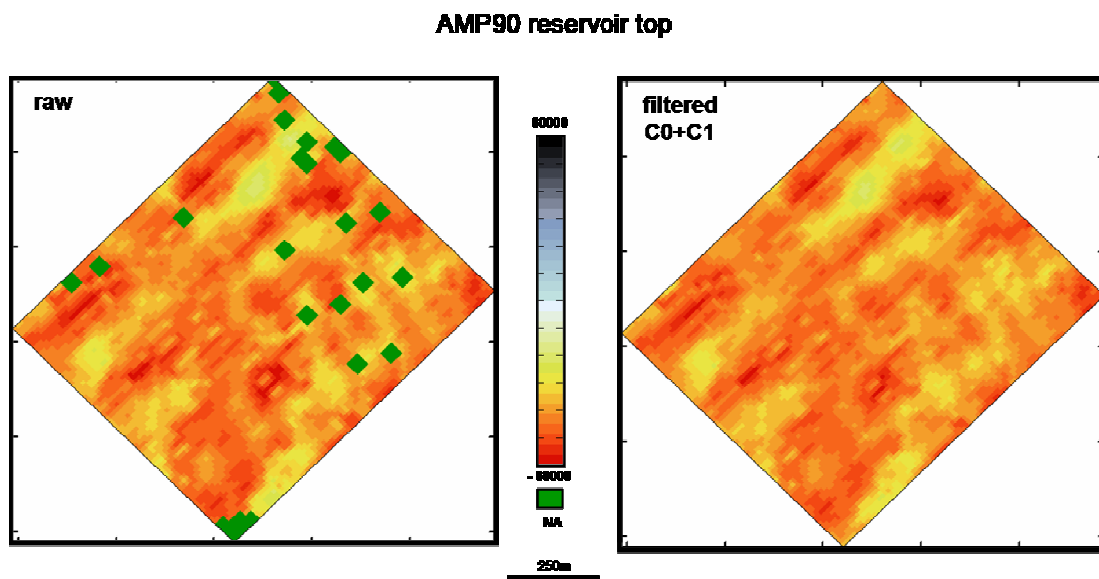 AMP90 reservoir top
raw
filtered
C0+C1
NA
250m